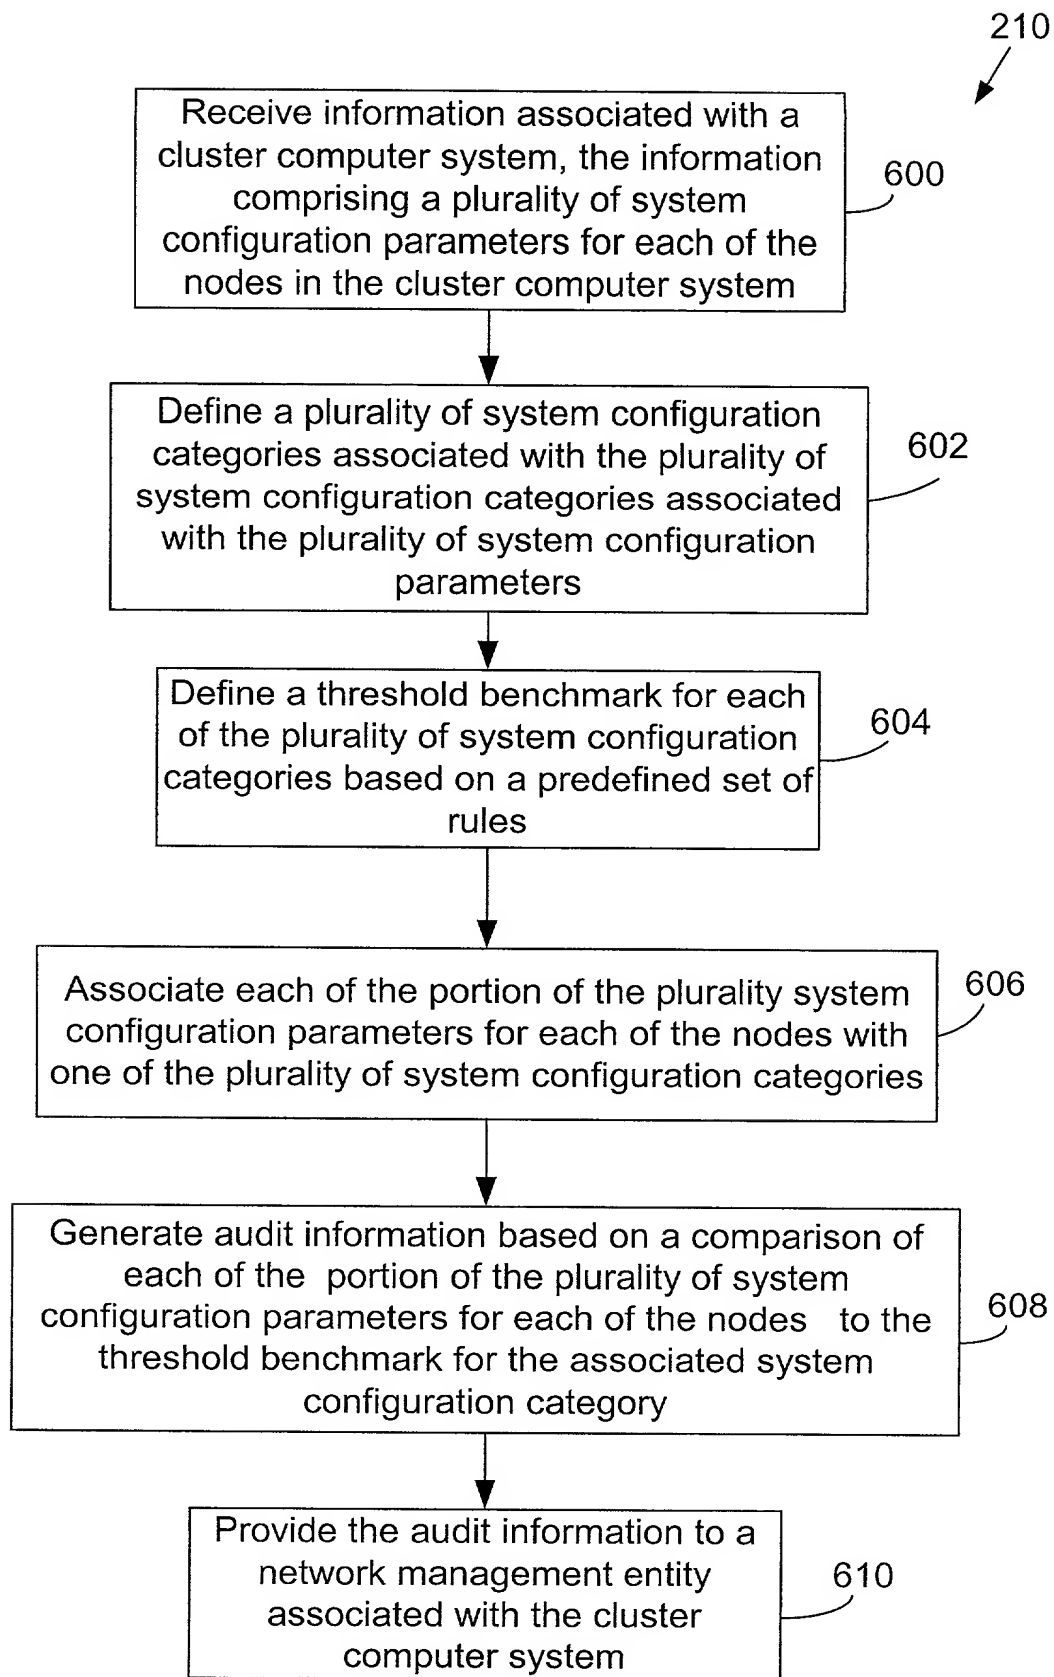 210
Receive information associated with a
cluster computer system, the information
comprising a plurality of system
configuration parameters for each of the
nodes in the cluster computer system
600
Define a plurality of system configuration
categories associated with the plurality of
system configuration categories associated
with the plurality of system configuration
parameters
602
Define a threshold benchmark for each
of the plurality of system configuration
categories based on a predefined set of
rules
604
Associate each of the portion of the plurality system
configuration parameters for each of the nodes with
one of the plurality of system configuration categories
606
Generate audit information based on a comparison of
each of the portion of the plurality of system
configuration parameters for each of the nodes to the
threshold benchmark for the associated system
configuration category
608
Provide the audit information to a
network management entity
associated with the cluster
computer system
610